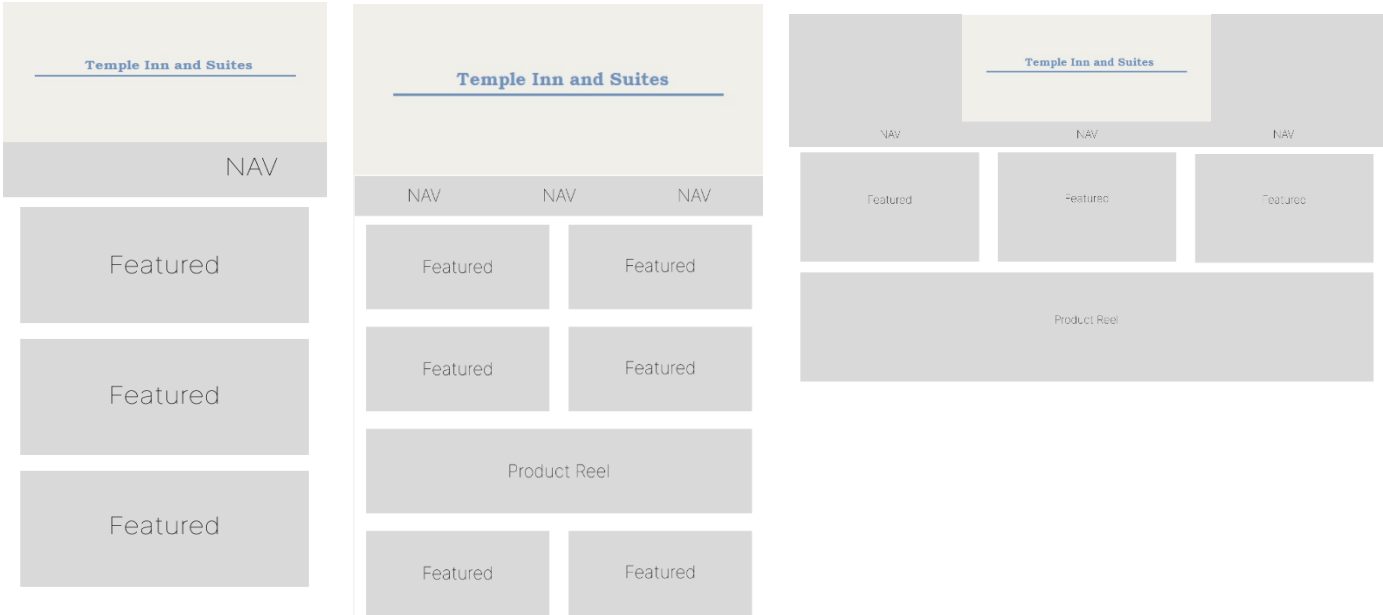 Temple Inn and Suites
NAV
Featured
Featured
Featured
Temple Inn and Suites
NAV NAV NAV
Featured Featured
Featured Featured
Product Reel
Featured Featured
Temple Inn and Suites
NAV NAV NAV
Featured Featured Featured
Product Reel